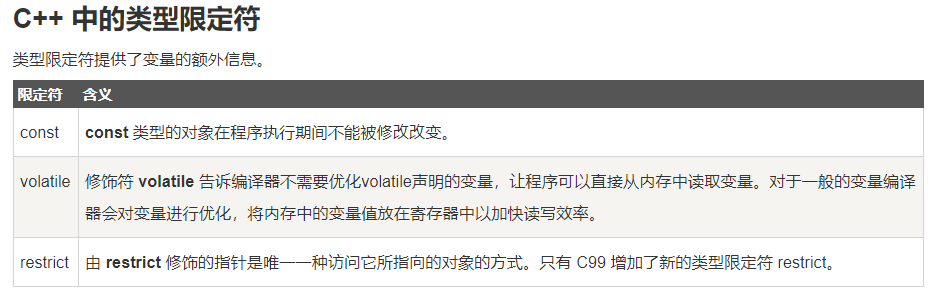 C++ 中的类型限定符
类型限定符提供了变量的额外信息。
限定符 含义
const const 类型的对象在程序执行期间不能被修改改变。
volatile 修饰符 volatile 告诉编译器不需要优化volatile声明的变量，让程序可以直接从内存中读取变量。对于一般的变量编译
器会对变量进行优化，将内存中的变量值放在寄存器中以加快读写效率。
restrict 由 restrict 修饰的指针是唯一一种访问它所指向的对象的方式。只有 C99 增加了新的类型限定符 restrict。